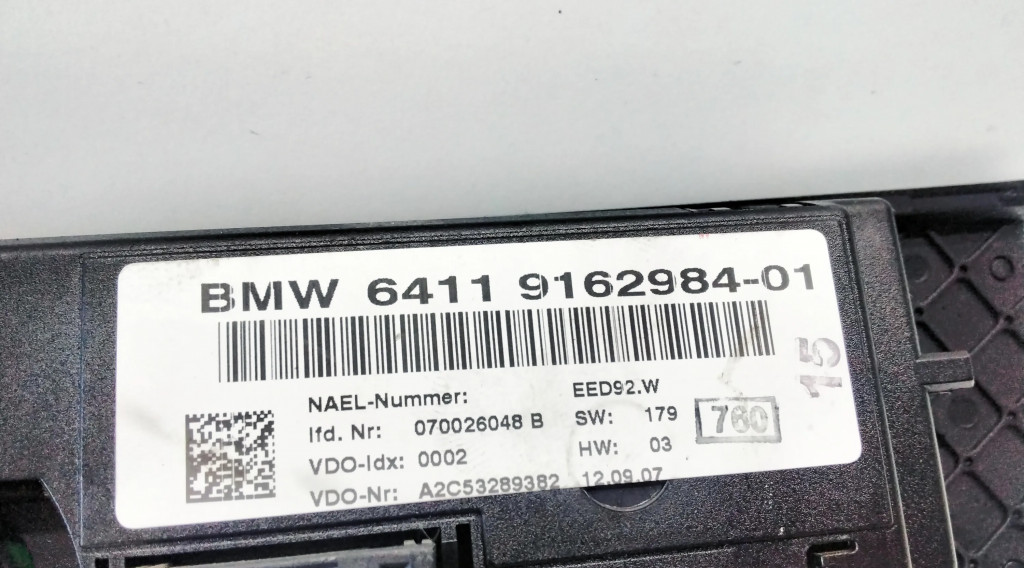 BMW 6411 9162984-01
NAEL-Nummer: EED92.W
lfd. Nr: 070026048 B SW: 179 760
VDO-Idx: 0002 HW: 03
VDO-Nr: A2C53289382 12.09.07
15